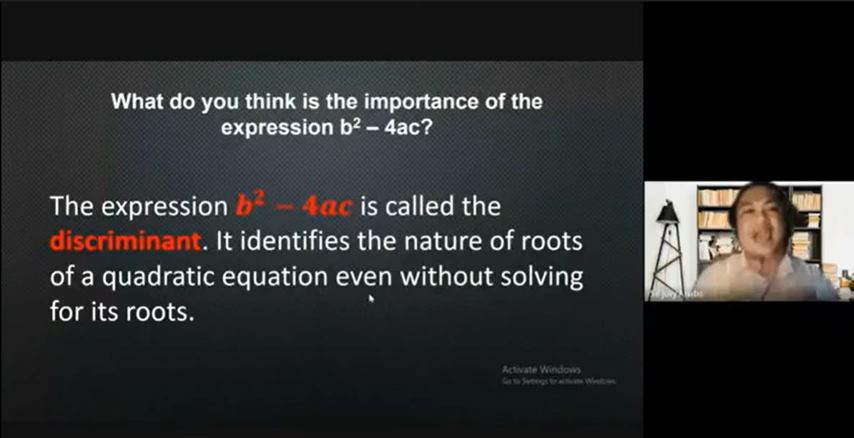 What do you think is the importance of the
expression b² – 4ac?
The expression b² − 4ac is called the
discriminant. It identifies the nature of roots
of a quadratic equation even without solving
for its roots.
Activate Windows
Go to Settings to activate Windows.